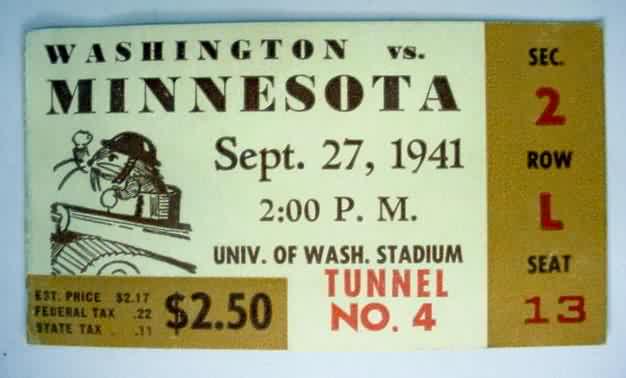 WASHINGTON vs.
MINNESOTA
Sept. 27, 1941
2:00 P. M.
UNIV. OF WASH. STADIUM
TUNNEL
NO. 4
EST. PRICE $2.17
FEDERAL TAX .22
STATE TAX . .11
$2.50
SEC.
2
ROW
L
SEAT
13